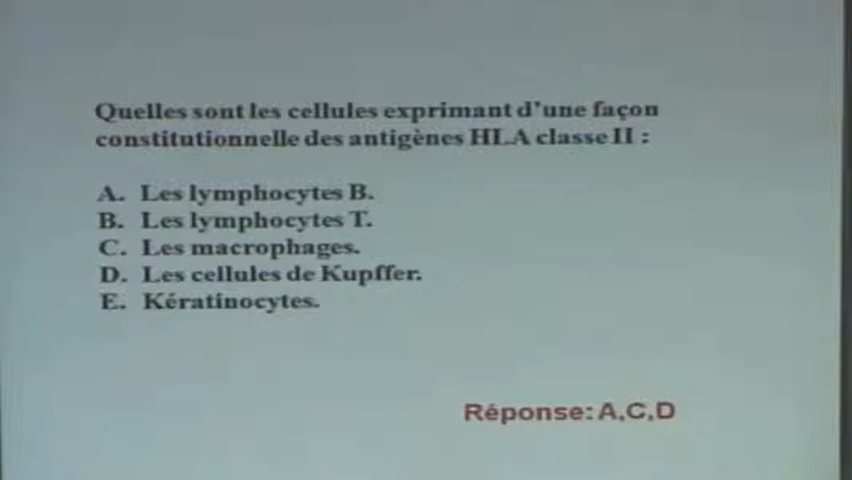 Quelles sont les cellules exprimant d'une façon
constitutionnelle des antigènes HLA classe II :
A. Les lymphocytes B.
B. Les lymphocytes T.
C. Les macrophages.
D. Les cellules de Kupffer.
E. Kératinocytes.
Réponse: A,C,D